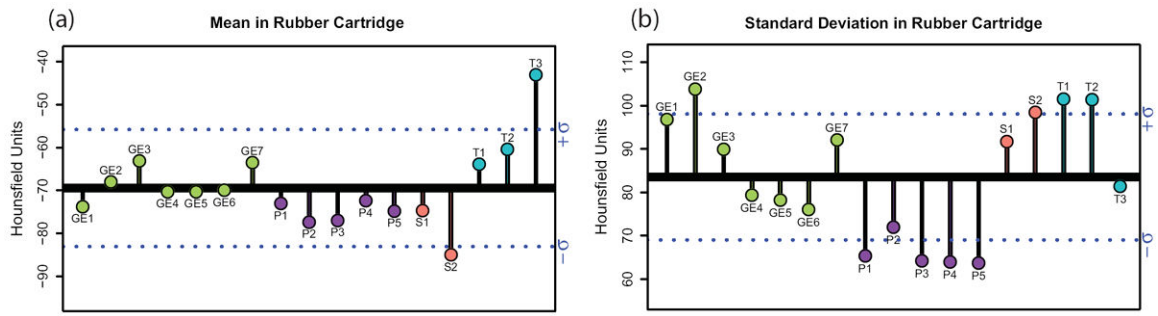 (a)
Mean in Rubber Cartridge
Hounsfield Units
−40
−50
−60
−70
−80
−90
GE1
GE2
GE3
GE4
GE5
GE6
GE7
P1
P2
P3
P4
P5
S1
S2
T1
T2
T3
+σ
−σ
(b)
Standard Deviation in Rubber Cartridge
Hounsfield Units
110
100
90
80
70
60
GE1
GE2
GE3
GE4
GE5
GE6
GE7
P1
P2
P3
P4
P5
S1
S2
T1
T2
T3
+σ
−σ